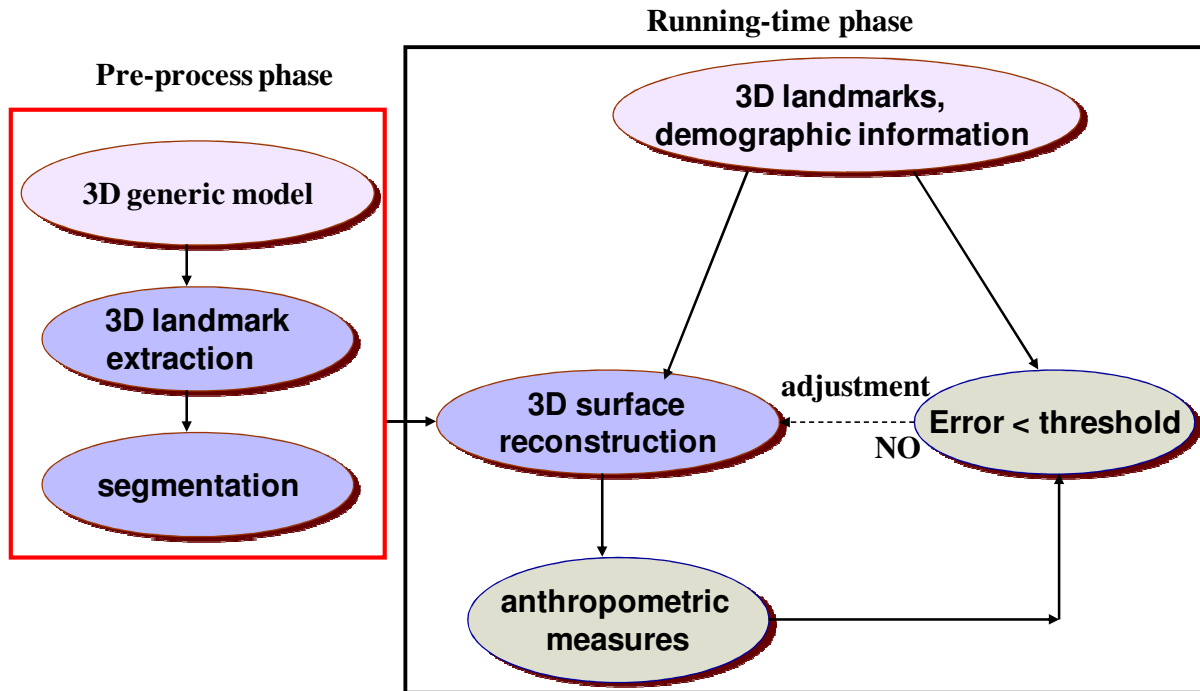 Running-time phase
Pre-process phase
3D landmarks,
demographic information
3D generic model
3D landmark
extraction
segmentation
3D surface
reconstruction
adjustment
NO
Error < threshold
anthropometric
measures